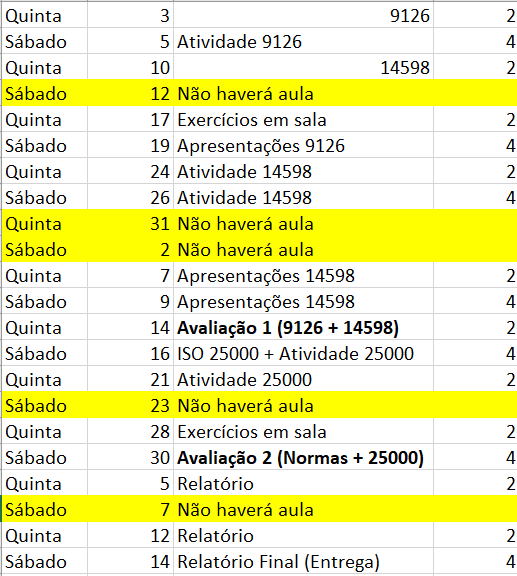 Quinta 3 9126 2
Sábado 5 Atividade 9126 4
Quinta 10 14598 2
Sábado 12 Não haverá aula
Quinta 17 Exercícios em sala 2
Sábado 19 Apresentações 9126 4
Quinta 24 Atividade 14598 2
Sábado 26 Atividade 14598 4
Quinta 31 Não haverá aula
Sábado 2 Não haverá aula
Quinta 7 Apresentações 14598 2
Sábado 9 Apresentações 14598 4
Quinta 14 Avaliação 1 (9126 + 14598) 2
Sábado 16 ISO 25000 + Atividade 25000 4
Quinta 21 Atividade 25000 2
Sábado 23 Não haverá aula
Quinta 28 Exercícios em sala 2
Sábado 30 Avaliação 2 (Normas + 25000) 4
Quinta 5 Relatório 2
Sábado 7 Não haverá aula
Quinta 12 Relatório 2
Sábado 14 Relatório Final (Entrega) 4